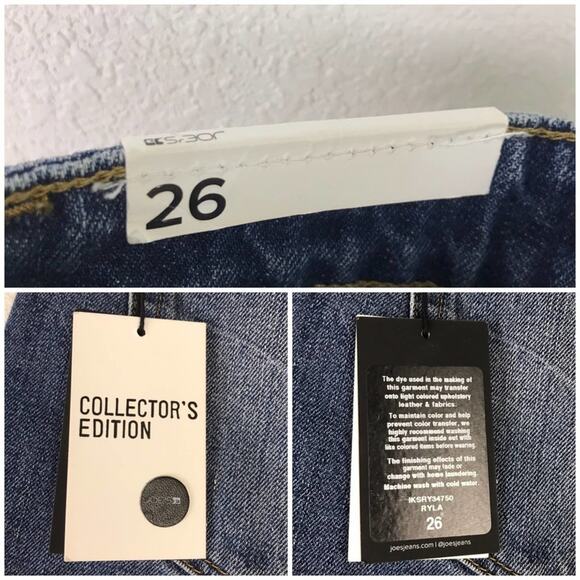 JOE'S
26
COLLECTOR'S
EDITION
JOE'S
The dye used in the making of
this garment may transfer
onto light colored upholstery
leather & fabrics.
To maintain color and help
prevent color transfer, we
highly recommend washing
this garment inside out with
like colored items before wearing.
The finishing effects of this
garment may fade or
change with home laundering.
Machine wash with cold water.
IKSRY34750
RYLA
26
joesjeans.com | @joesjeans